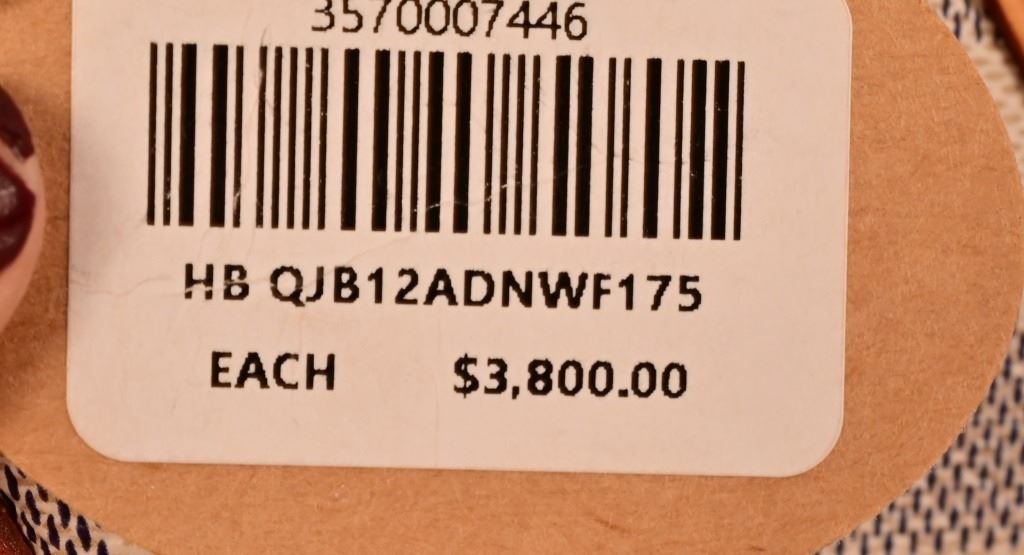 3570007446
HB QJB12ADNWF175
EACH $3,800.00